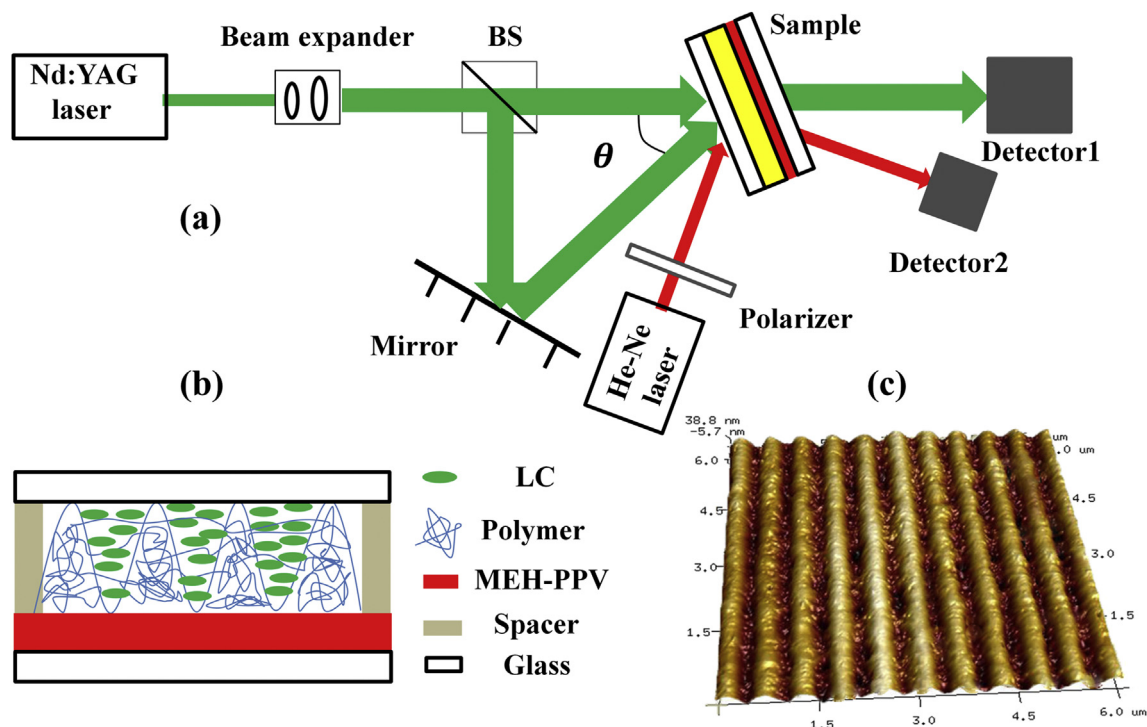 Beam expander
BS
Sample
Nd:YAG
laser
θ
Detector1
(a)
Detector2
Polarizer
Mirror
He-Ne
laser
(b)
(c)
LC
Polymer
MEH-PPV
Spacer
Glass
38.8 nm
-5.7 nm
6.0
4.5
3.0
1.5
um
.0 um
4.5
3.0
1.5
1.5
3.0
4.5
6.0 um